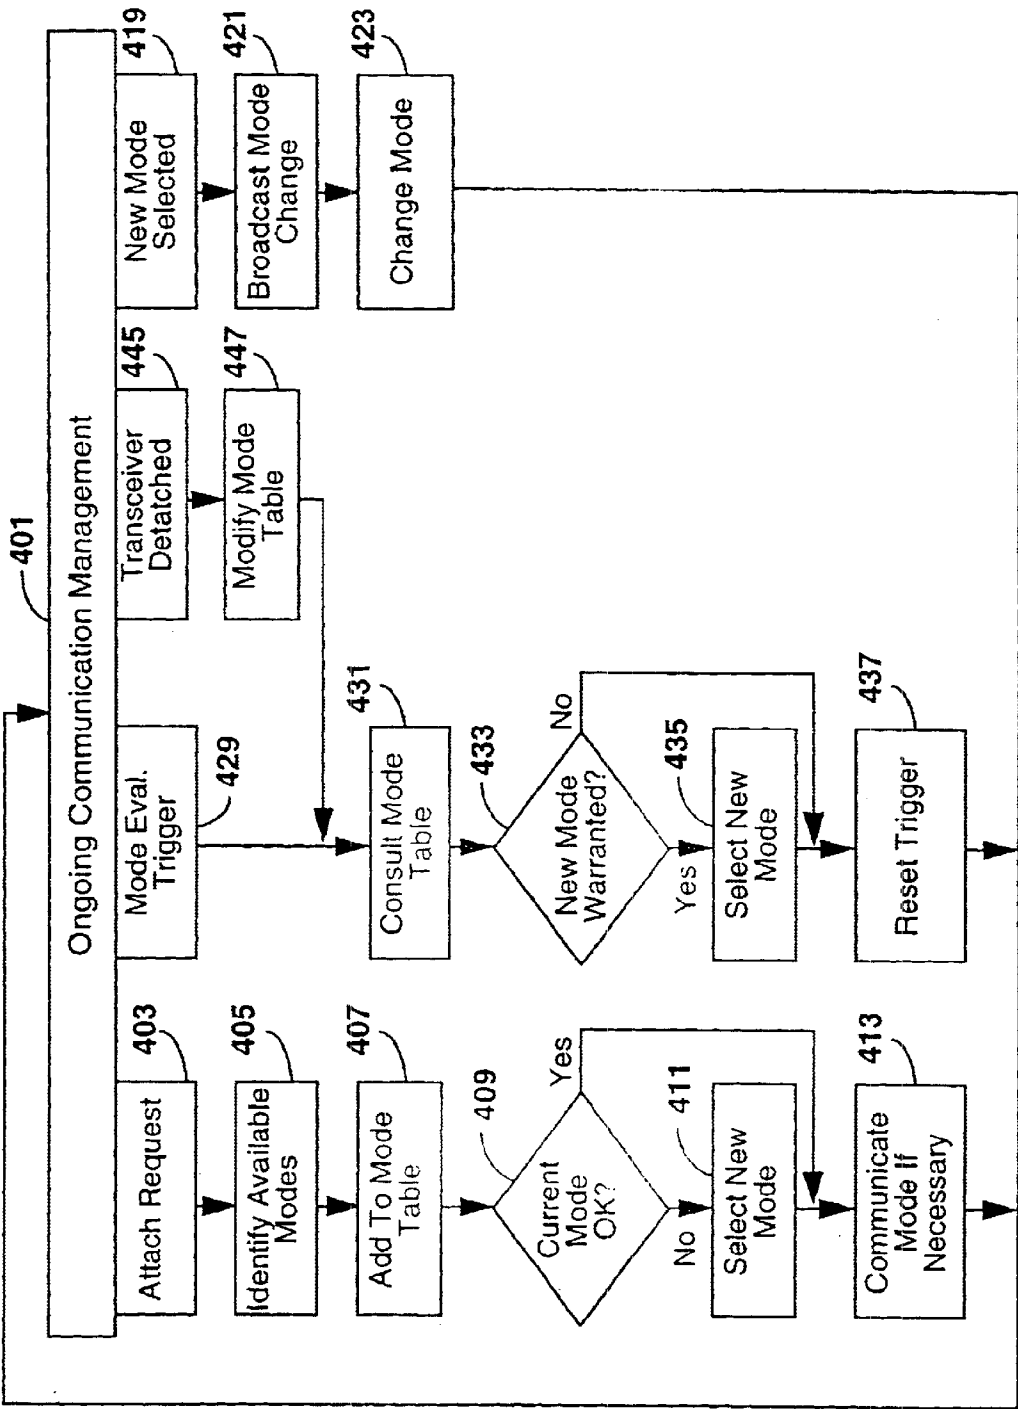 401
Ongoing Communication Management
Attach Request
403
Identify Available
Modes
405
Add To Mode
Table
407
Current
Mode
OK?
409
Yes
No
Select New
Mode
411
Communicate
Mode If
Necessary
413
Mode Eval.
Trigger
429
Consult Mode
Table
431
New Mode
Warranted?
433
No
Yes
Select New
Mode
435
Reset Trigger
437
Transceiver
Detatched
445
Modify Mode
Table
447
New Mode
Selected
419
Broadcast Mode
Change
421
Change Mode
423